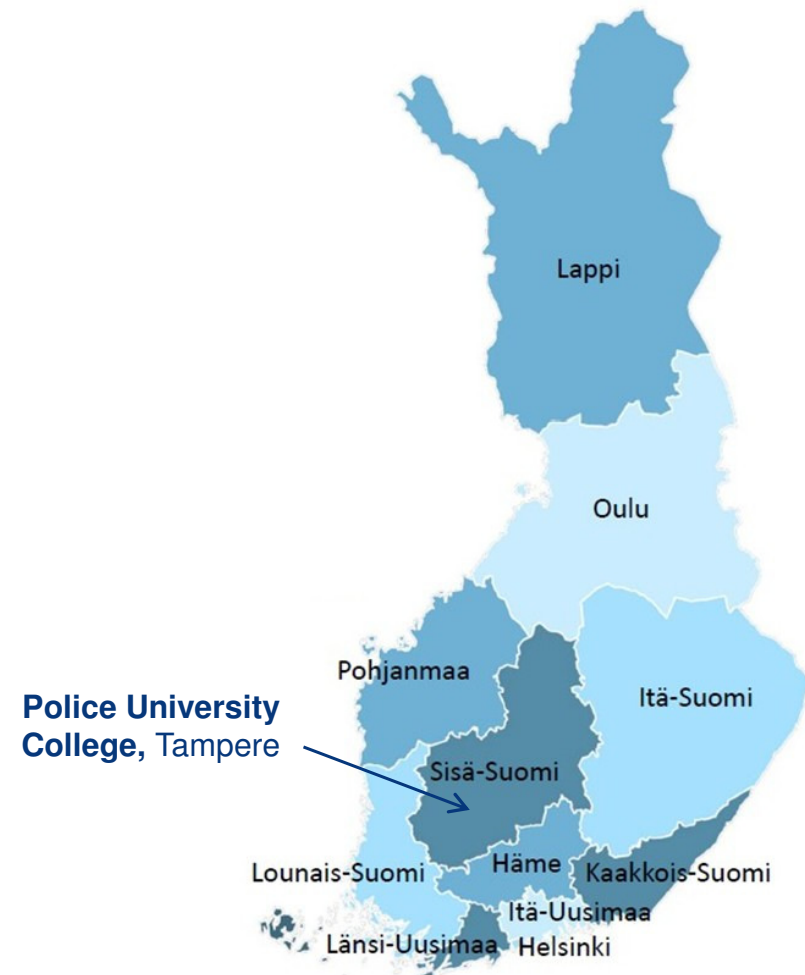 Lappi
Oulu
Pohjanmaa
Itä-Suomi
Police University
College, Tampere
Sisä-Suomi
Häme
Lounais-Suomi
Kaakkois-Suomi
Itä-Uusimaa
Länsi-Uusimaa
Helsinki